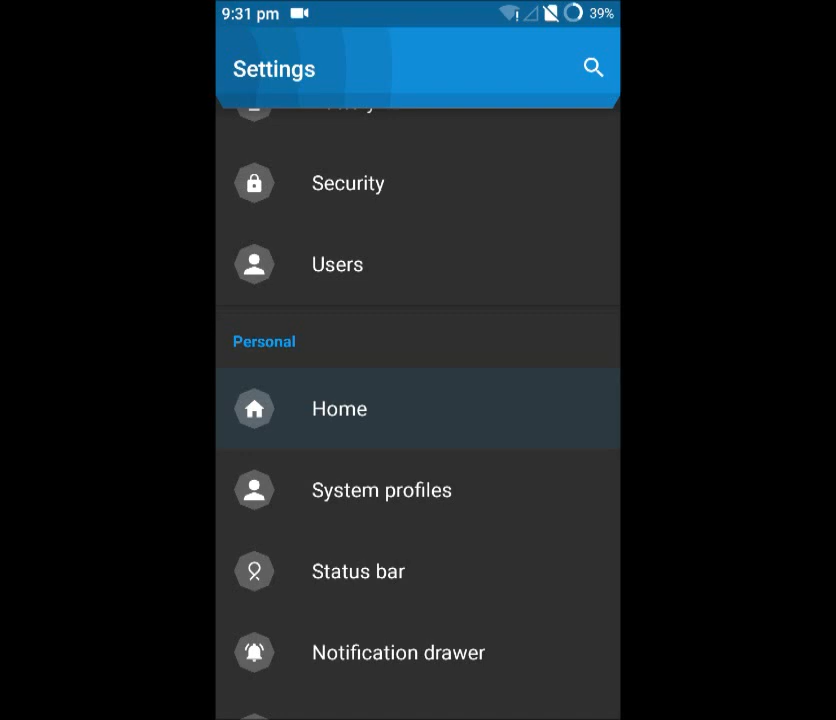 9:31 pm
39%
Settings
Security
Users
Personal
Home
System profiles
Status bar
Notification drawer